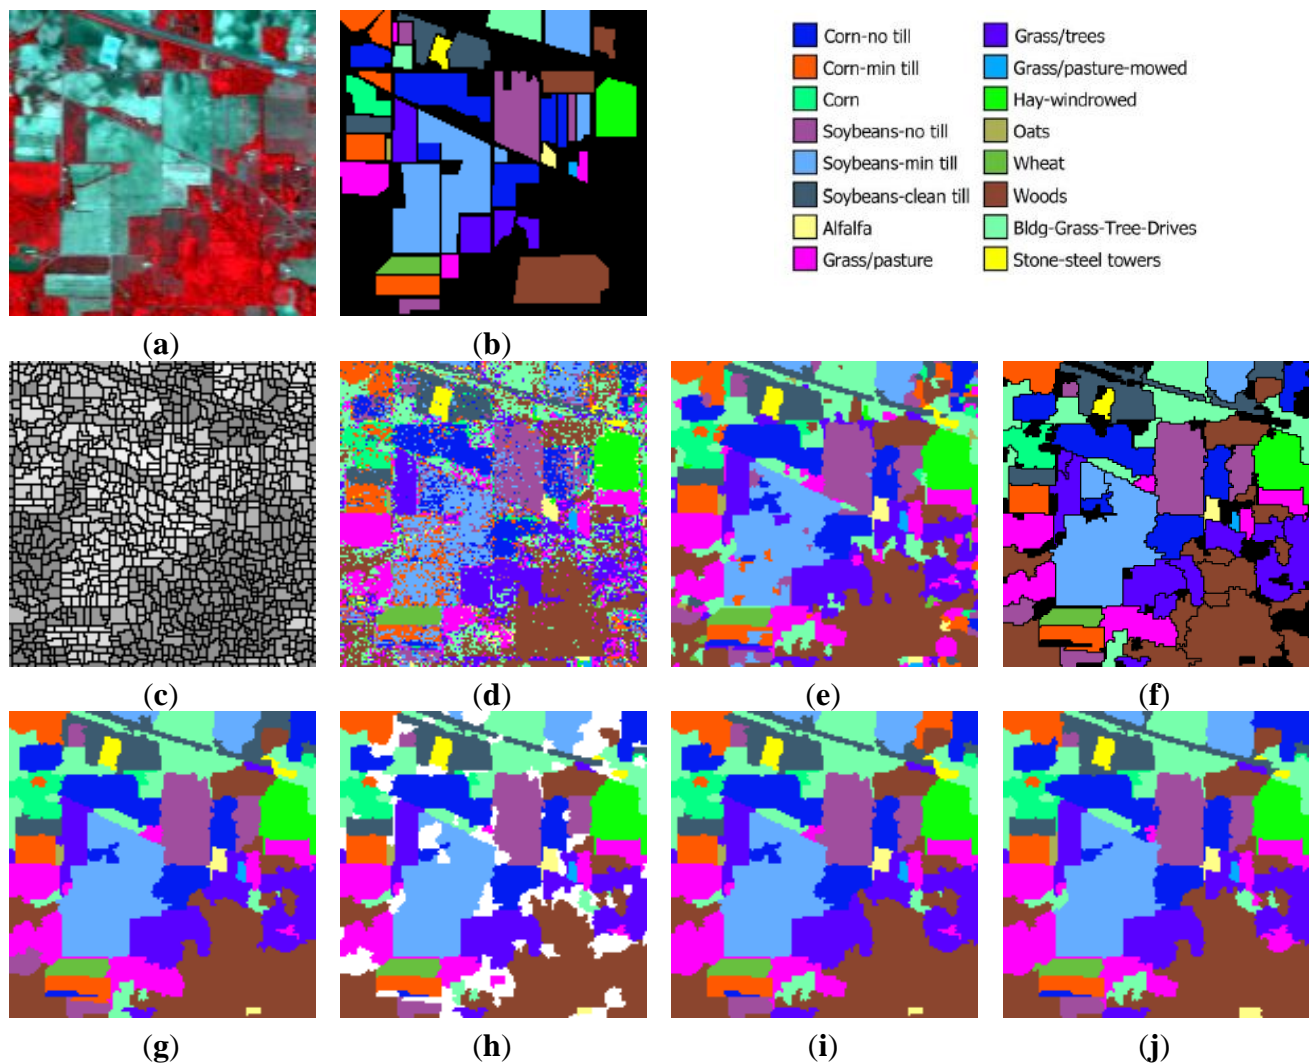 Corn-no till
Corn-min till
Corn
Soybeans-no till
Soybeans-min till
Soybeans-clean till
Alfalfa
Grass/pasture
Grass/trees
Grass/pasture-mowed
Hay-windrowed
Oats
Wheat
Woods
Bldg-Grass-Tree-Drives
Stone-steel towers
(a)
(b)
(c)
(d)
(e)
(f)
(g)
(h)
(i)
(j)